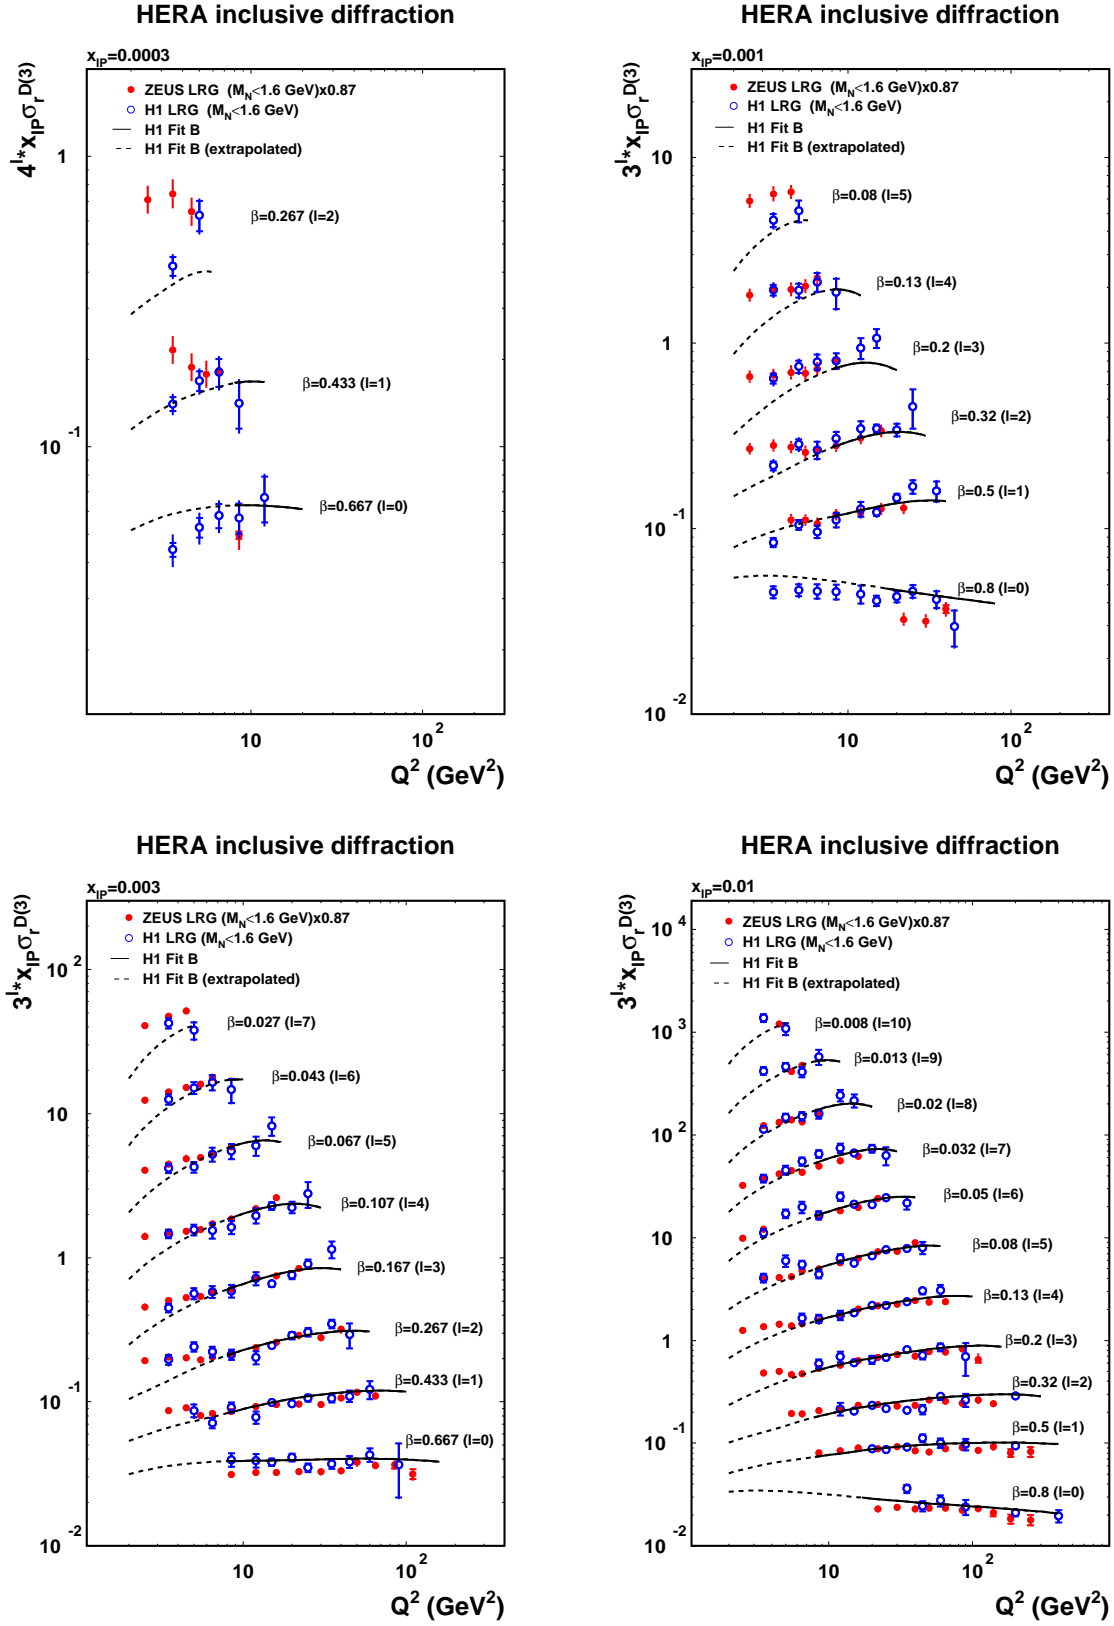 HERA inclusive diffraction
x_IP=0.0003
4^l*x_IP σ_r^D(3)
ZEUS LRG (M_N<1.6 GeV)x0.87
H1 LRG (M_N<1.6 GeV)
H1 Fit B
H1 Fit B (extrapolated)
1
10^-1
β=0.267 (l=2)
β=0.433 (l=1)
β=0.667 (l=0)
10 10^2
Q^2 (GeV^2)
HERA inclusive diffraction
x_IP=0.001
3^l*x_IP σ_r^D(3)
ZEUS LRG (M_N<1.6 GeV)x0.87
H1 LRG (M_N<1.6 GeV)
H1 Fit B
H1 Fit B (extrapolated)
10
1
10^-1
10^-2
β=0.08 (l=5)
β=0.13 (l=4)
β=0.2 (l=3)
β=0.32 (l=2)
β=0.5 (l=1)
β=0.8 (l=0)
10 10^2
Q^2 (GeV^2)
HERA inclusive diffraction
x_IP=0.003
3^l*x_IP σ_r^D(3)
ZEUS LRG (M_N<1.6 GeV)x0.87
H1 LRG (M_N<1.6 GeV)
H1 Fit B
H1 Fit B (extrapolated)
10^2
10
1
10^-1
10^-2
β=0.027 (l=7)
β=0.043 (l=6)
β=0.067 (l=5)
β=0.107 (l=4)
β=0.167 (l=3)
β=0.267 (l=2)
β=0.433 (l=1)
β=0.667 (l=0)
10 10^2
Q^2 (GeV^2)
HERA inclusive diffraction
x_IP=0.01
3^l*x_IP σ_r^D(3)
ZEUS LRG (M_N<1.6 GeV)x0.87
H1 LRG (M_N<1.6 GeV)
H1 Fit B
H1 Fit B (extrapolated)
10^4
10^3
10^2
10
1
10^-1
10^-2
β=0.008 (l=10)
β=0.013 (l=9)
β=0.02 (l=8)
β=0.032 (l=7)
β=0.05 (l=6)
β=0.08 (l=5)
β=0.13 (l=4)
β=0.2 (l=3)
β=0.32 (l=2)
β=0.5 (l=1)
β=0.8 (l=0)
10 10^2
Q^2 (GeV^2)